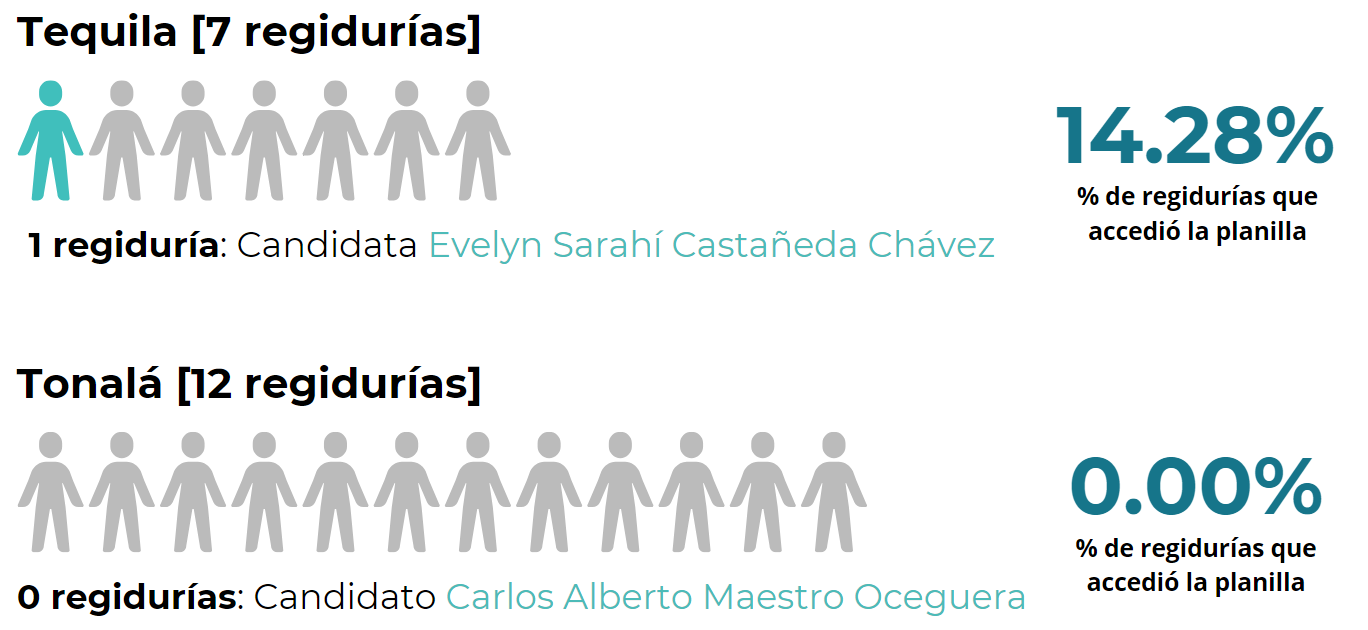 Tequila [7 regidurías]
14.28%
% de regidurías que
accedió la planilla
1 regiduría: Candidata Evelyn Sarahí Castañeda Chávez
Tonalá [12 regidurías]
0.00%
% de regidurías que
accedió la planilla
0 regidurías: Candidato Carlos Alberto Maestro Oceguera